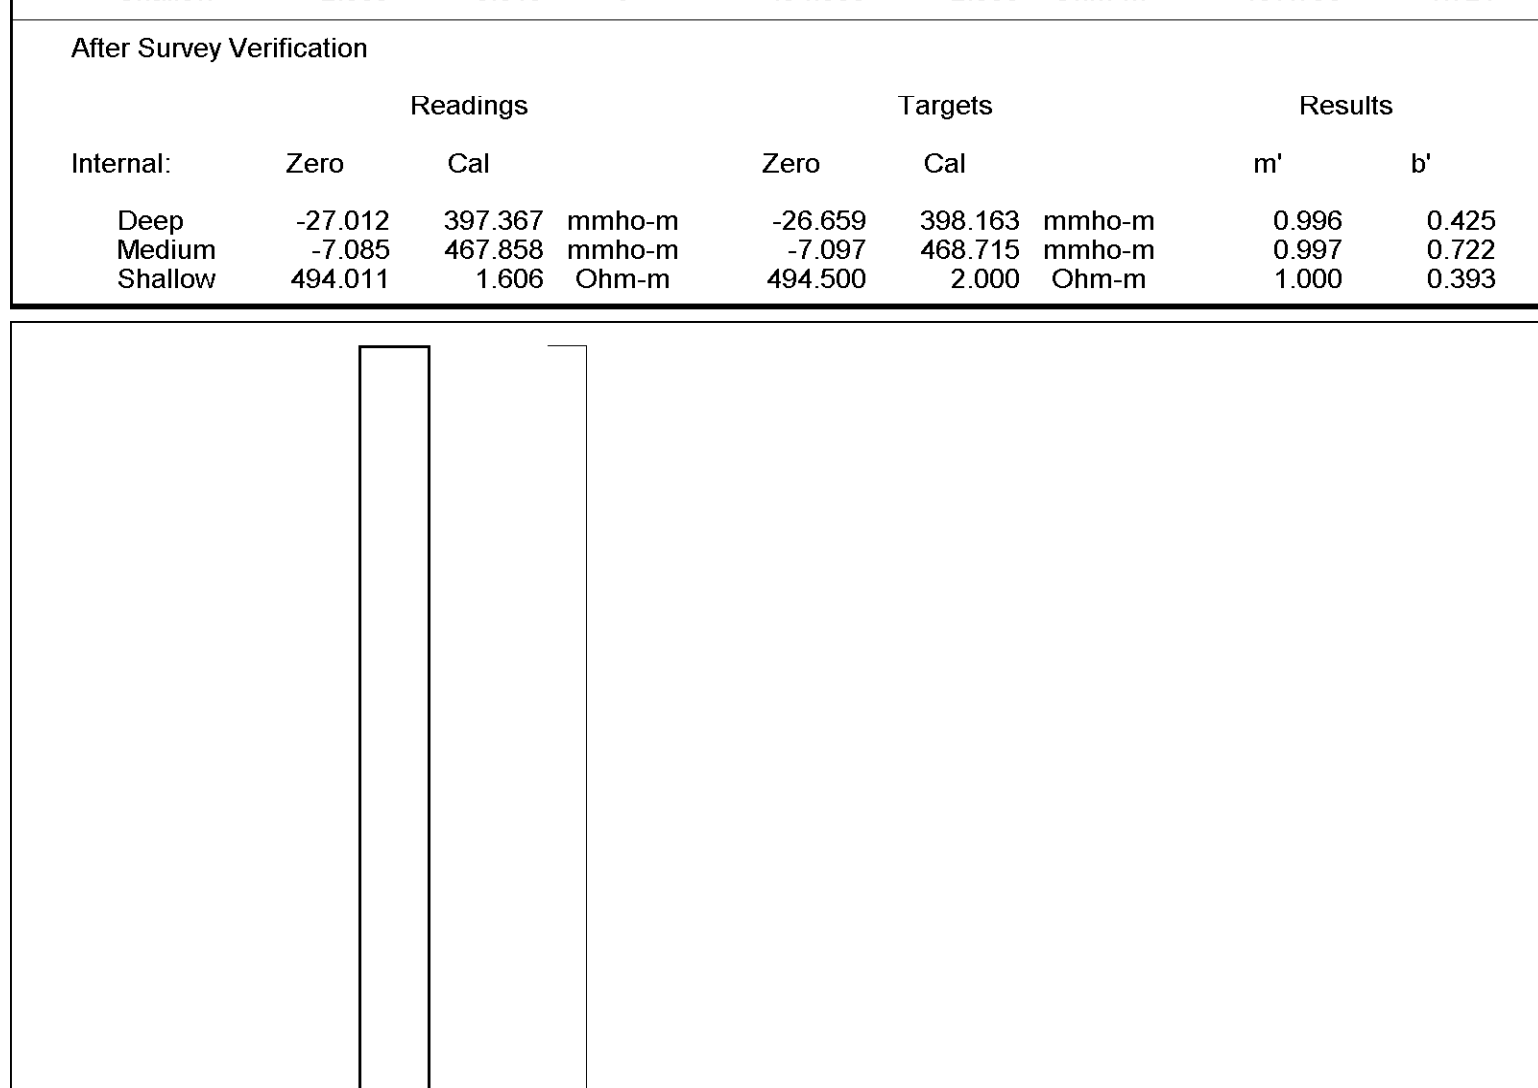 After Survey Verification
Readings Targets Results
Internal: Zero Cal Zero Cal m' b'
Deep -27.012 397.367 mmho-m -26.659 398.163 mmho-m 0.996 0.425
Medium -7.085 467.858 mmho-m -7.097 468.715 mmho-m 0.997 0.722
Shallow 494.011 1.606 Ohm-m 494.500 2.000 Ohm-m 1.000 0.393